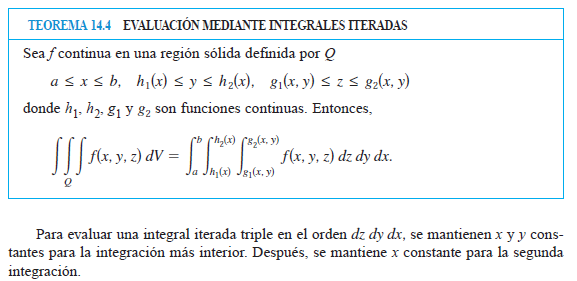 TEOREMA 14.4 EVALUACIÓN MEDIANTE INTEGRALES ITERADAS
Sea f continua en una región sólida definida por Q
a ≤ x ≤ b, h₁(x) ≤ y ≤ h₂(x), g₁(x, y) ≤ z ≤ g₂(x, y)
donde h₁, h₂, g₁ y g₂ son funciones continuas. Entonces,
∫∫∫_Q f(x, y, z) dV = ∫_a^b ∫_{h₁(x)}^{h₂(x)} ∫_{g₁(x, y)}^{g₂(x, y)} f(x, y, z) dz dy dx.
Para evaluar una integral iterada triple en el orden dz dy dx, se mantienen x y y cons-
tantes para la integración más interior. Después, se mantiene x constante para la segunda
integración.